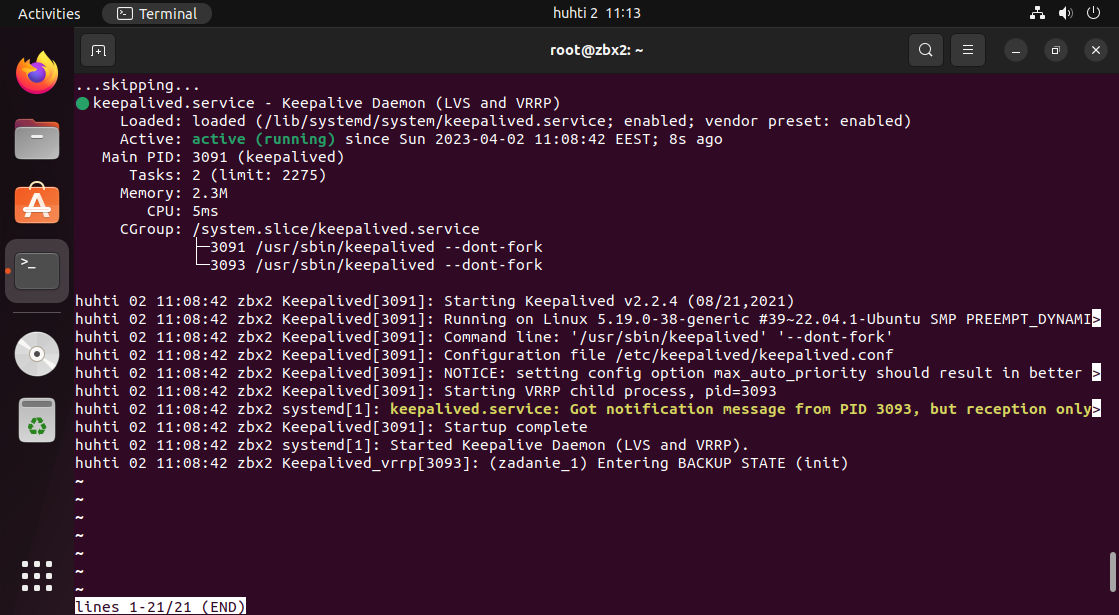 Activities
Terminal
huhti 2 11:13
root@zbx2: ~
...skipping...
keepalived.service - Keepalive Daemon (LVS and VRRP)
Loaded: loaded (/lib/systemd/system/keepalived.service; enabled; vendor preset: enabled)
Active: active (running) since Sun 2023-04-02 11:08:42 EEST; 8s ago
Main PID: 3091 (keepalived)
Tasks: 2 (limit: 2275)
Memory: 2.3M
CPU: 5ms
CGroup: /system.slice/keepalived.service
├─3091 /usr/sbin/keepalived --dont-fork
└─3093 /usr/sbin/keepalived --dont-fork
huhti 02 11:08:42 zbx2 Keepalived[3091]: Starting Keepalived v2.2.4 (08/21,2021)
huhti 02 11:08:42 zbx2 Keepalived[3091]: Running on Linux 5.19.0-38-generic #39~22.04.1-Ubuntu SMP PREEMPT_DYNAMI>
huhti 02 11:08:42 zbx2 Keepalived[3091]: Command line: '/usr/sbin/keepalived' '--dont-fork'
huhti 02 11:08:42 zbx2 Keepalived[3091]: Configuration file /etc/keepalived/keepalived.conf
huhti 02 11:08:42 zbx2 Keepalived[3091]: NOTICE: setting config option max_auto_priority should result in better >
huhti 02 11:08:42 zbx2 Keepalived[3091]: Starting VRRP child process, pid=3093
huhti 02 11:08:42 zbx2 systemd[1]: keepalived.service: Got notification message from PID 3093, but reception only>
huhti 02 11:08:42 zbx2 Keepalived[3091]: Startup complete
huhti 02 11:08:42 zbx2 systemd[1]: Started Keepalive Daemon (LVS and VRRP).
huhti 02 11:08:42 zbx2 Keepalived_vrrp[3093]: (zadanie_1) Entering BACKUP STATE (init)
~
~
~
~
~
~
~
lines 1-21/21 (END)